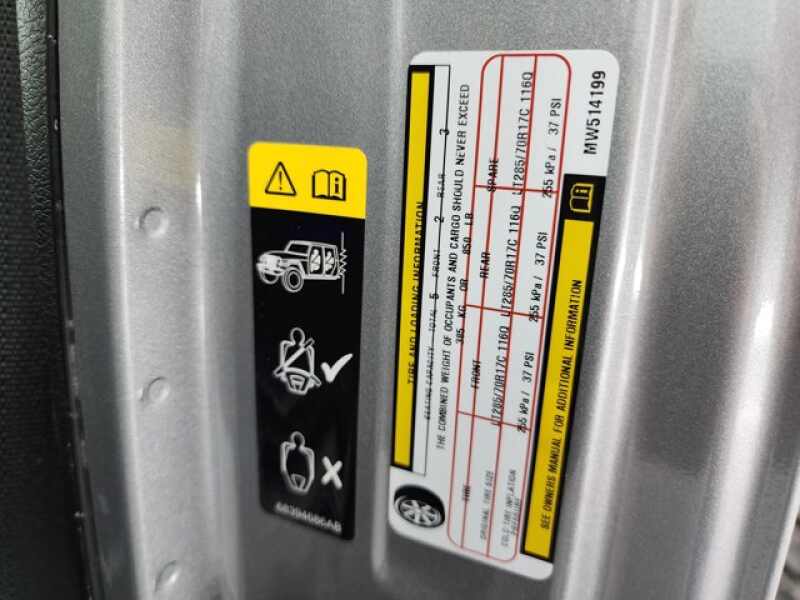 TIRE AND LOADING INFORMATION
SEATING CAPACITY - TOTAL 5 FRONT 2 REAR 3
THE COMBINED WEIGHT OF OCCUPANTS AND CARGO SHOULD NEVER EXCEED
385 KG OR 850 LB
TIRE FRONT REAR SPARE
ORIGINAL TIRE SIZE LT285/70R17C 116Q LT285/70R17C 116Q LT285/70R17C 116Q
COLD TIRE INFLATION PRESSURE 255 kPa / 37 PSI 255 kPa / 37 PSI 255 kPa / 37 PSI
SEE OWNERS MANUAL FOR ADDITIONAL INFORMATION
MW514199
68394686AB